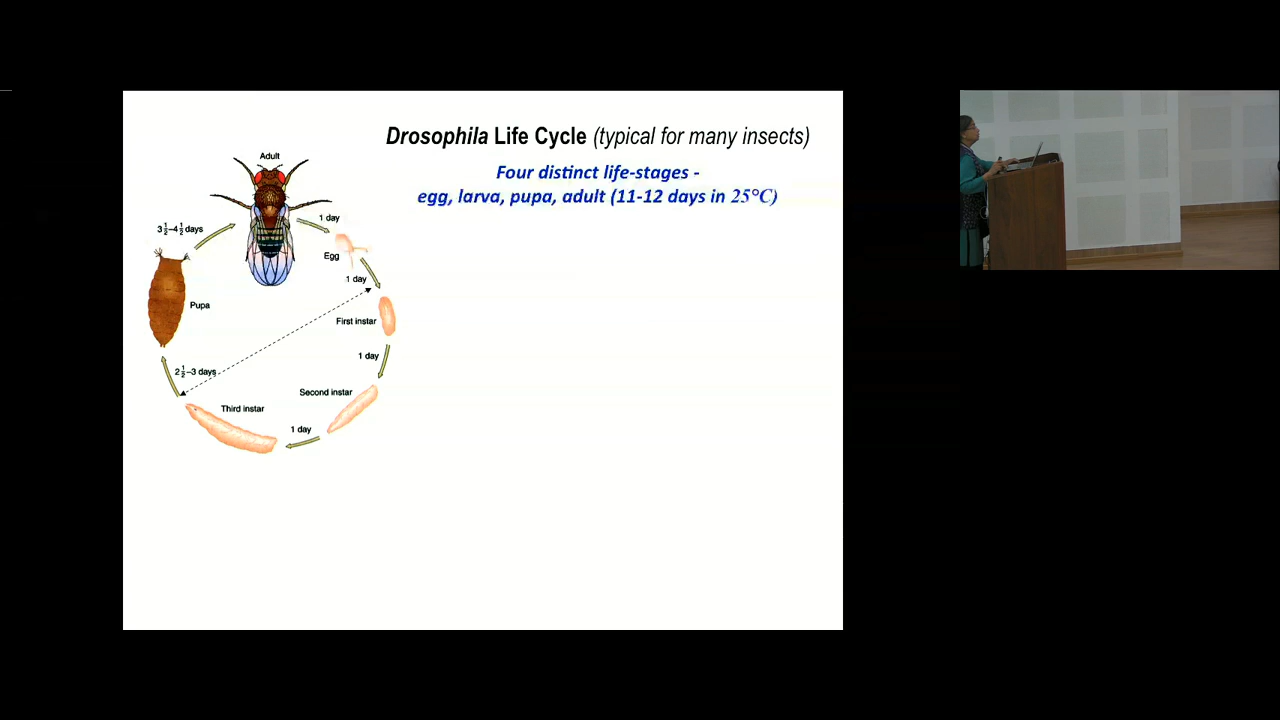 Drosophila Life Cycle (typical for many insects)
Four distinct life-stages -
egg, larva, pupa, adult (11-12 days in 25°C)
Adult
1 day
Egg
1 day
First instar
1 day
Second instar
1 day
Third instar
2 1/2–3 days
Pupa
3 1/2–4 1/2 days